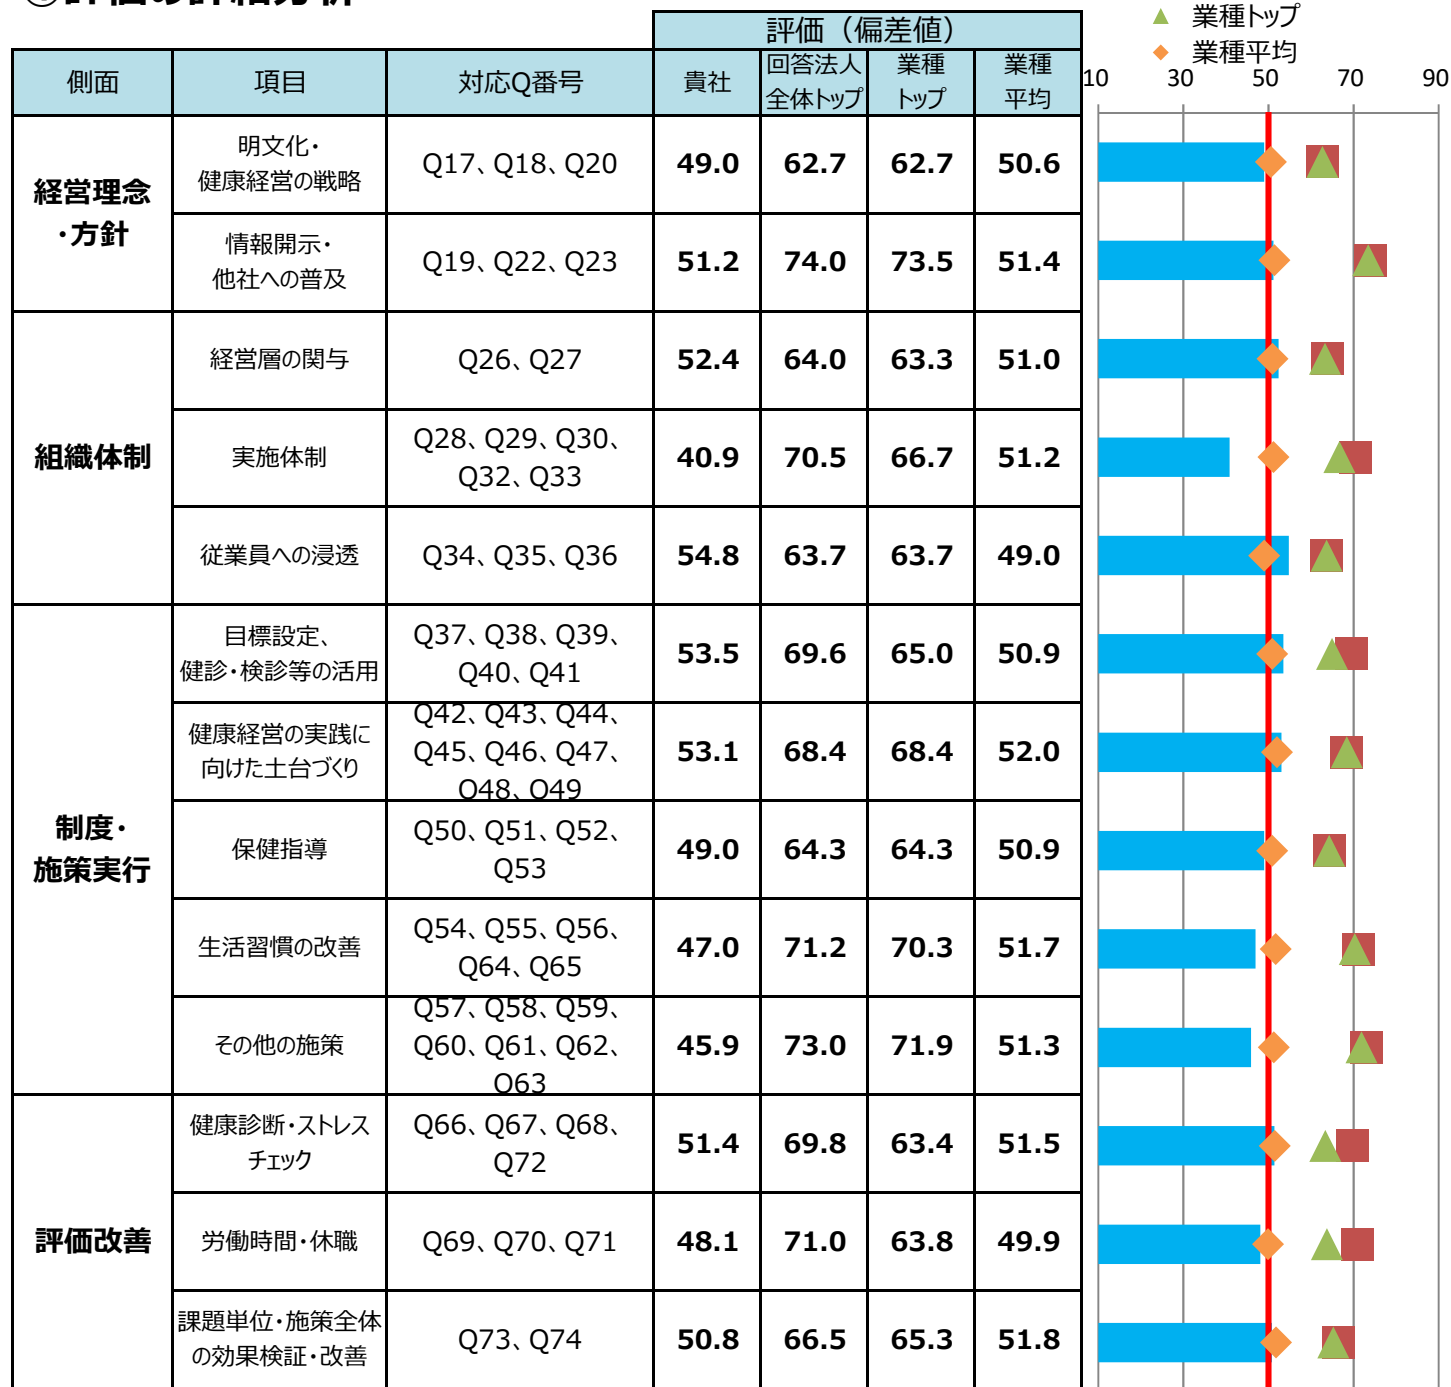 ①評価の詳細分析
▲ 業種トップ
◆ 業種平均
評価（偏差値）
側面 項目 対応Q番号 貴社 回答法人 業種 業種
全体トップ トップ 平均
10 30 50 70 90
経営理念
・方針
明文化・
健康経営の戦略
Q17、Q18、Q20 49.0 62.7 62.7 50.6
情報開示・
他社への普及
Q19、Q22、Q23 51.2 74.0 73.5 51.4
組織体制
経営層の関与 Q26、Q27 52.4 64.0 63.3 51.0
実施体制
Q28、Q29、Q30、
Q32、Q33
40.9 70.5 66.7 51.2
従業員への浸透 Q34、Q35、Q36 54.8 63.7 63.7 49.0
制度・
施策実行
目標設定、
健診・検診等の活用
Q37、Q38、Q39、
Q40、Q41
53.5 69.6 65.0 50.9
健康経営の実践に
向けた土台づくり
Q42、Q43、Q44、
Q45、Q46、Q47、
Q48、Q49
53.1 68.4 68.4 52.0
保健指導
Q50、Q51、Q52、
Q53
49.0 64.3 64.3 50.9
生活習慣の改善
Q54、Q55、Q56、
Q64、Q65
47.0 71.2 70.3 51.7
その他の施策
Q57、Q58、Q59、
Q60、Q61、Q62、
Q63
45.9 73.0 71.9 51.3
評価改善
健康診断・ストレス
チェック
Q66、Q67、Q68、
Q72
51.4 69.8 63.4 51.5
労働時間・休職 Q69、Q70、Q71 48.1 71.0 63.8 49.9
課題単位・施策全体
の効果検証・改善
Q73、Q74 50.8 66.5 65.3 51.8